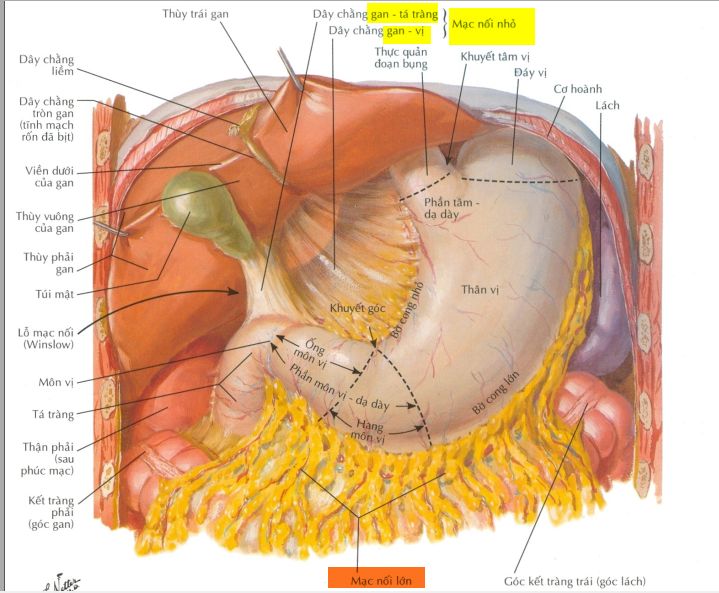 Thùy trái gan
Dây chằng gan - tá tràng
Dây chằng gan - vị
Mạc nối nhỏ
Thực quản
đoạn bụng
Khuyết tâm vị
Đáy vị
Cơ hoành
Lách
Dây chằng
liềm
Dây chằng
tròn gan
(tĩnh mạch
rốn đã bịt)
Viền dưới
của gan
Thùy vuông
của gan
Thùy phải
gan
Túi mật
Lỗ mạc nối
(Winslow)
Môn vị
Tá tràng
Thận phải
(sau
phúc mạc)
Kết tràng
phải
(góc gan)
Phần tâm -
dạ dày
Thân vị
Khuyết góc
Bờ cong nhỏ
Ống
môn vị
Phần môn vị - dạ dày
Hang
môn vị
Bờ cong lớn
Mạc nối lớn
Góc kết tràng trái (góc lách)